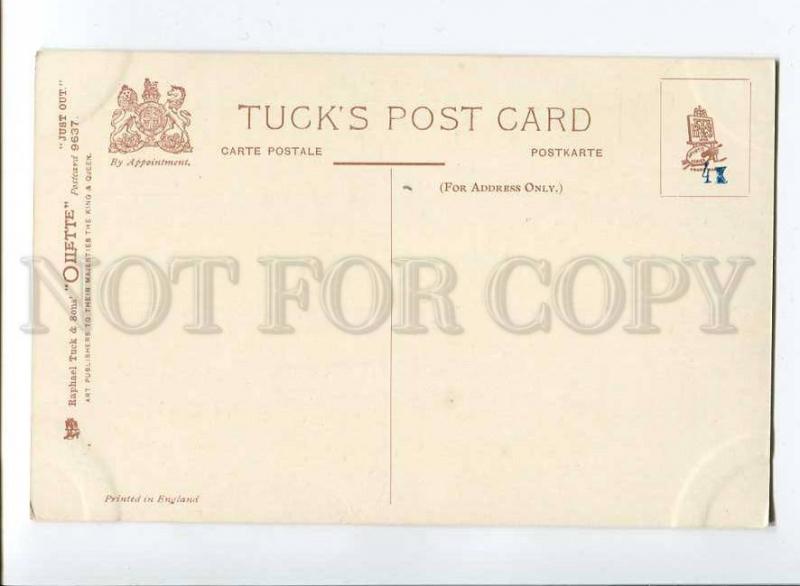 TUCK'S POST CARD
CARTE POSTALE
POSTKARTE
By Appointment.
(FOR ADDRESS ONLY.)
"JUST OUT."
Raphael Tuck & Sons' "OILETTE" Postcard 9637.
ART PUBLISHERS TO THEIR MAJESTIES THE KING & QUEEN.
Printed in England
NOT FOR COPY